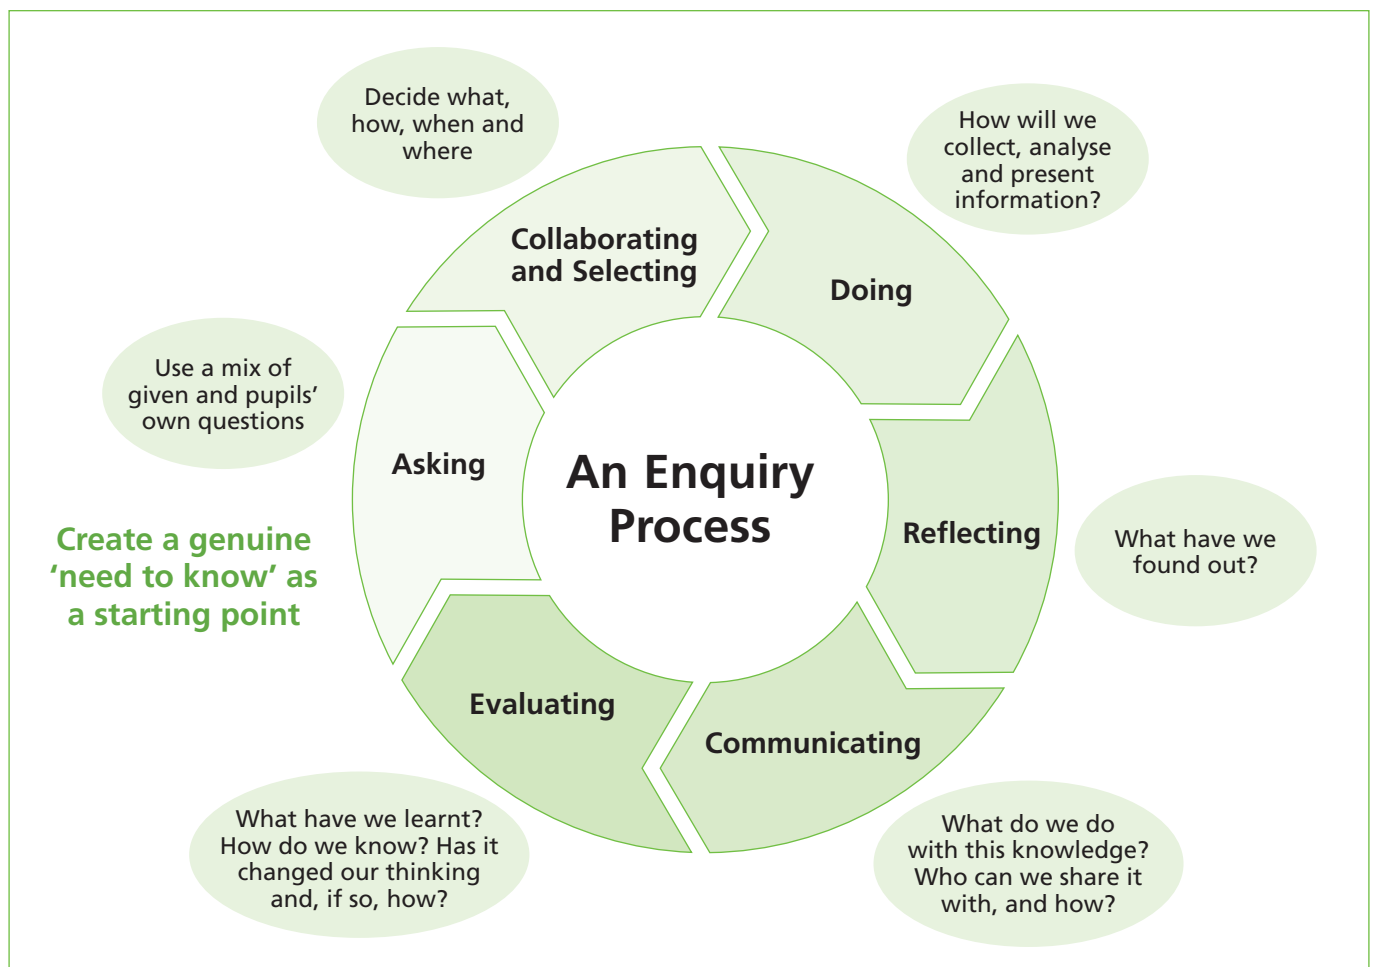 Decide what,
how, when and
where
How will we
collect, analyse
and present
information?
Collaborating
and Selecting
Doing
Use a mix of
given and pupils’
own questions
Asking
An Enquiry
Process
Create a genuine
‘need to know’ as
a starting point
Reflecting
What have we
found out?
Evaluating
Communicating
What have we learnt?
How do we know? Has it
changed our thinking
and, if so, how?
What do we do
with this knowledge?
Who can we share it
with, and how?